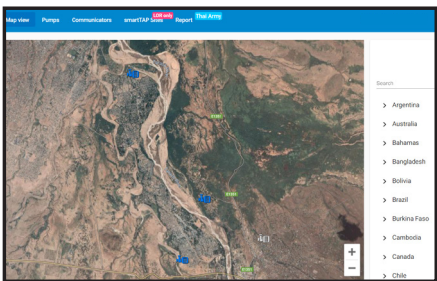 Map view Pumps Communicators smartTAP Sites LOR only Report Thai Army
Search
Argentina
Australia
Bahamas
Bangladesh
Bolivia
Brazil
Burkina Faso
Cambodia
Canada
Chile
+
−